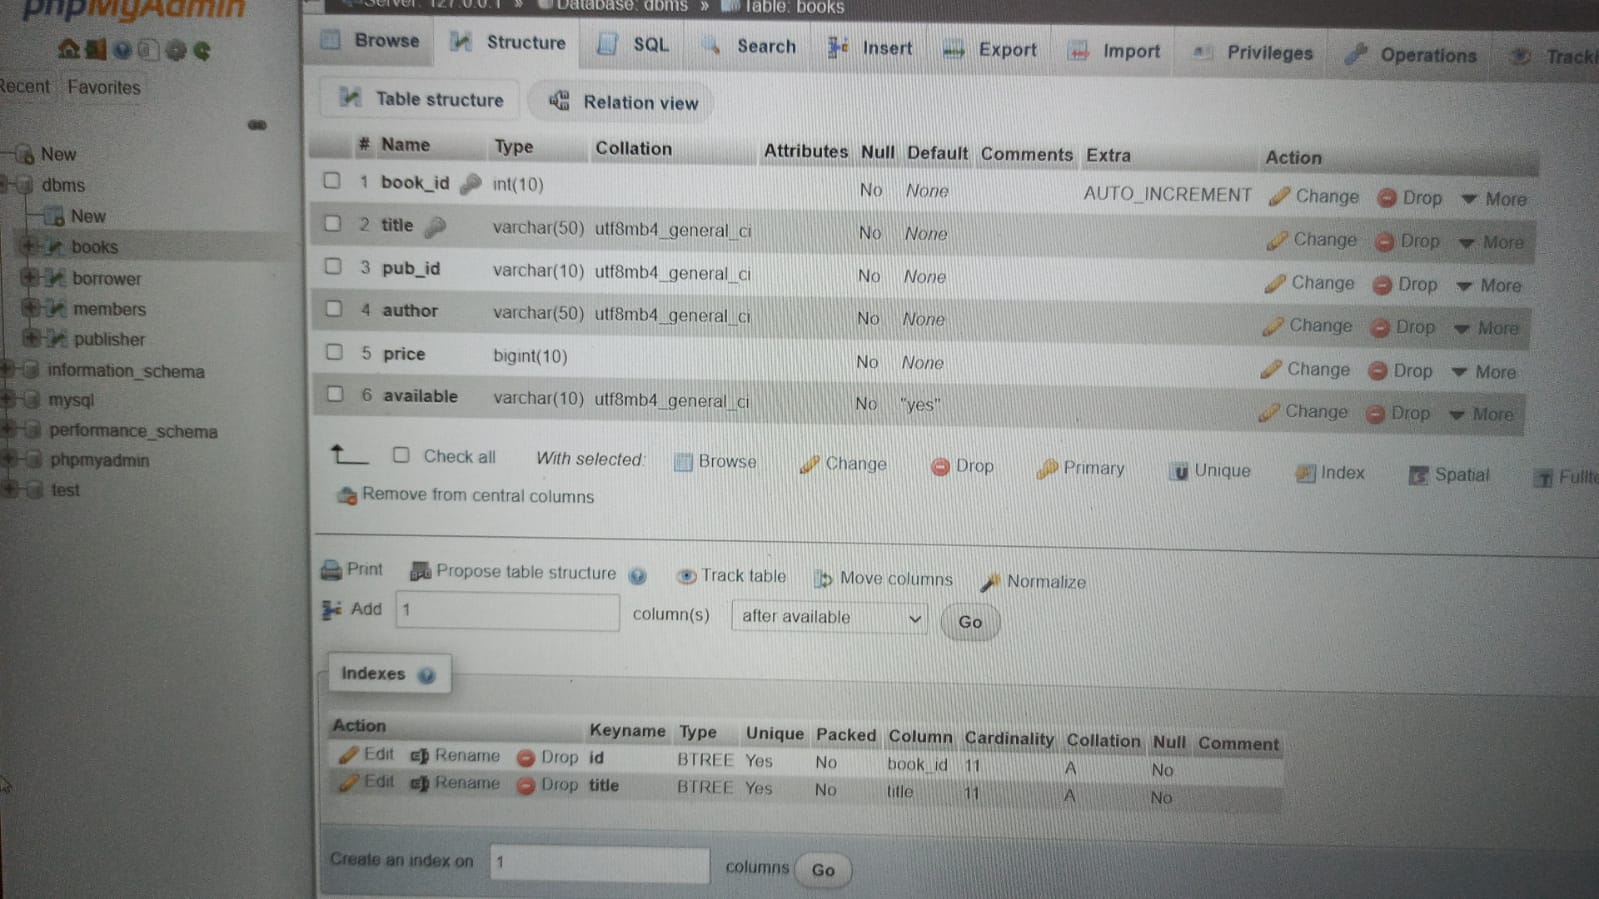 phpMyAdmin
Server: 127.0.0.1 » Database: dbms » Table: books
Browse Structure SQL Search Insert Export Import Privileges Operations
Recent Favorites
Table structure Relation view
New
dbms
New
books
borrower
members
publisher
information_schema
mysql
performance_schema
phpmyadmin
test
# Name Type Collation Attributes Null Default Comments Extra Action
1 book_id int(10) No None AUTO_INCREMENT Change Drop More
2 title varchar(50) utf8mb4_general_ci No None Change Drop More
3 pub_id varchar(10) utf8mb4_general_ci No None Change Drop More
4 author varchar(50) utf8mb4_general_ci No None Change Drop More
5 price bigint(10) No None Change Drop More
6 available varchar(10) utf8mb4_general_ci No "yes" Change Drop More
Check all With selected: Browse Change Drop Primary Unique Index Spatial
Remove from central columns
Print Propose table structure Track table Move columns Normalize
Add 1 column(s) after available Go
Indexes
Action Keyname Type Unique Packed Column Cardinality Collation Null Comment
Edit Rename Drop id BTREE Yes No book_id 11 A No
Edit Rename Drop title BTREE Yes No title 11 A No
Create an index on 1 columns Go